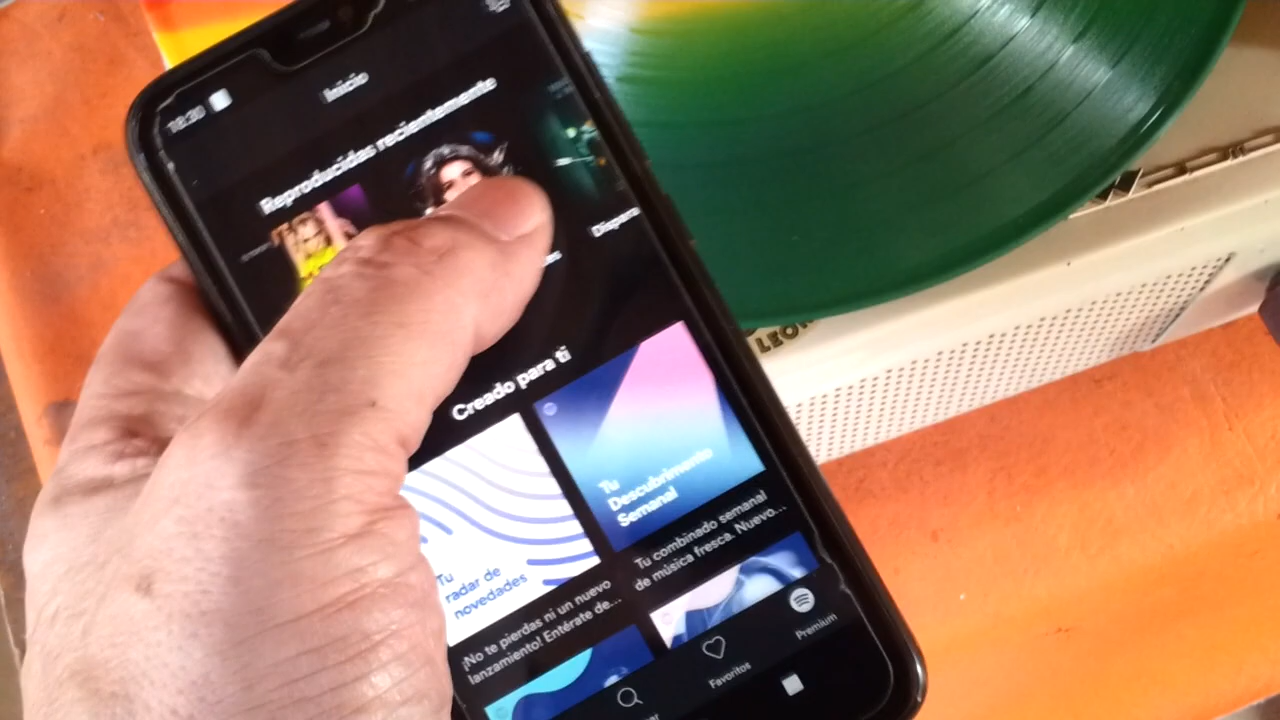 18:30
Inicio
Reproducidas recientemente
Dispara
Creado para ti
Tu
radar de
novedades
¡No te pierdas ni un nuevo
lanzamiento! Entérate de...
Tu
Descubrimiento
Semanal
Tu combinado semanal
de música fresca. Nuevo...
Favoritos
Premium
LEON